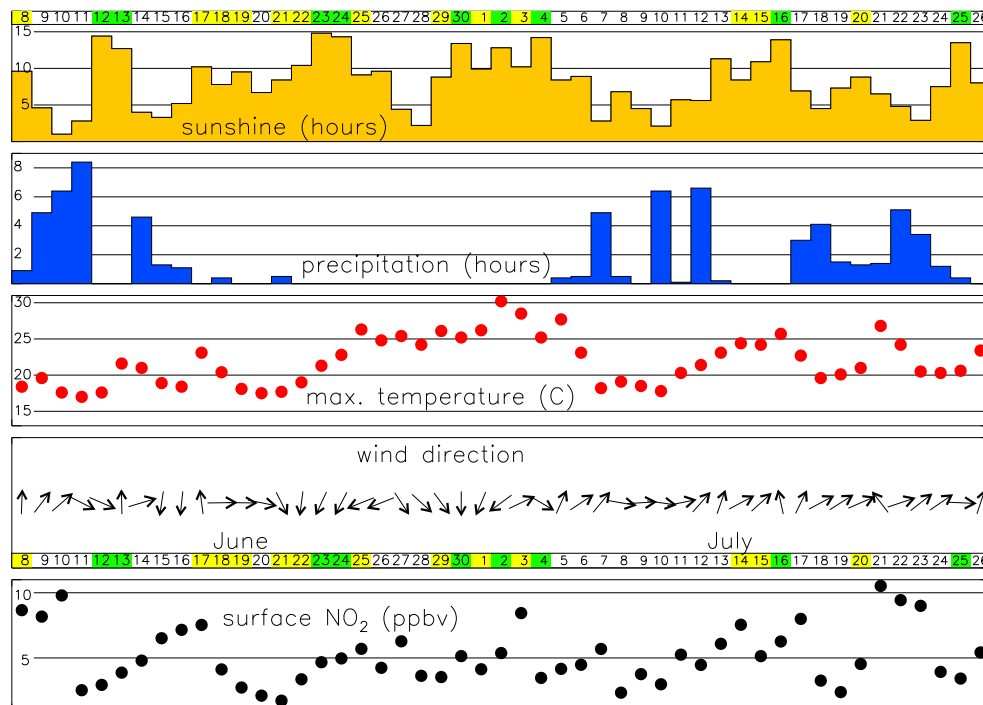 8 9 10 11 12 13 14 15 16 17 18 19 20 21 22 23 24 25 26 27 28 29 30 1 2 3 4 5 6 7 8 9 10 11 12 13 14 15 16 17 18 19 20 21 22 23 24 25 26
15
10
5
sunshine (hours)
8
6
4
2
precipitation (hours)
30
25
20
15
max. temperature (C)
wind direction
June July
8 9 10 11 12 13 14 15 16 17 18 19 20 21 22 23 24 25 26 27 28 29 30 1 2 3 4 5 6 7 8 9 10 11 12 13 14 15 16 17 18 19 20 21 22 23 24 25 26
10
surface NO₂ (ppbv)
5